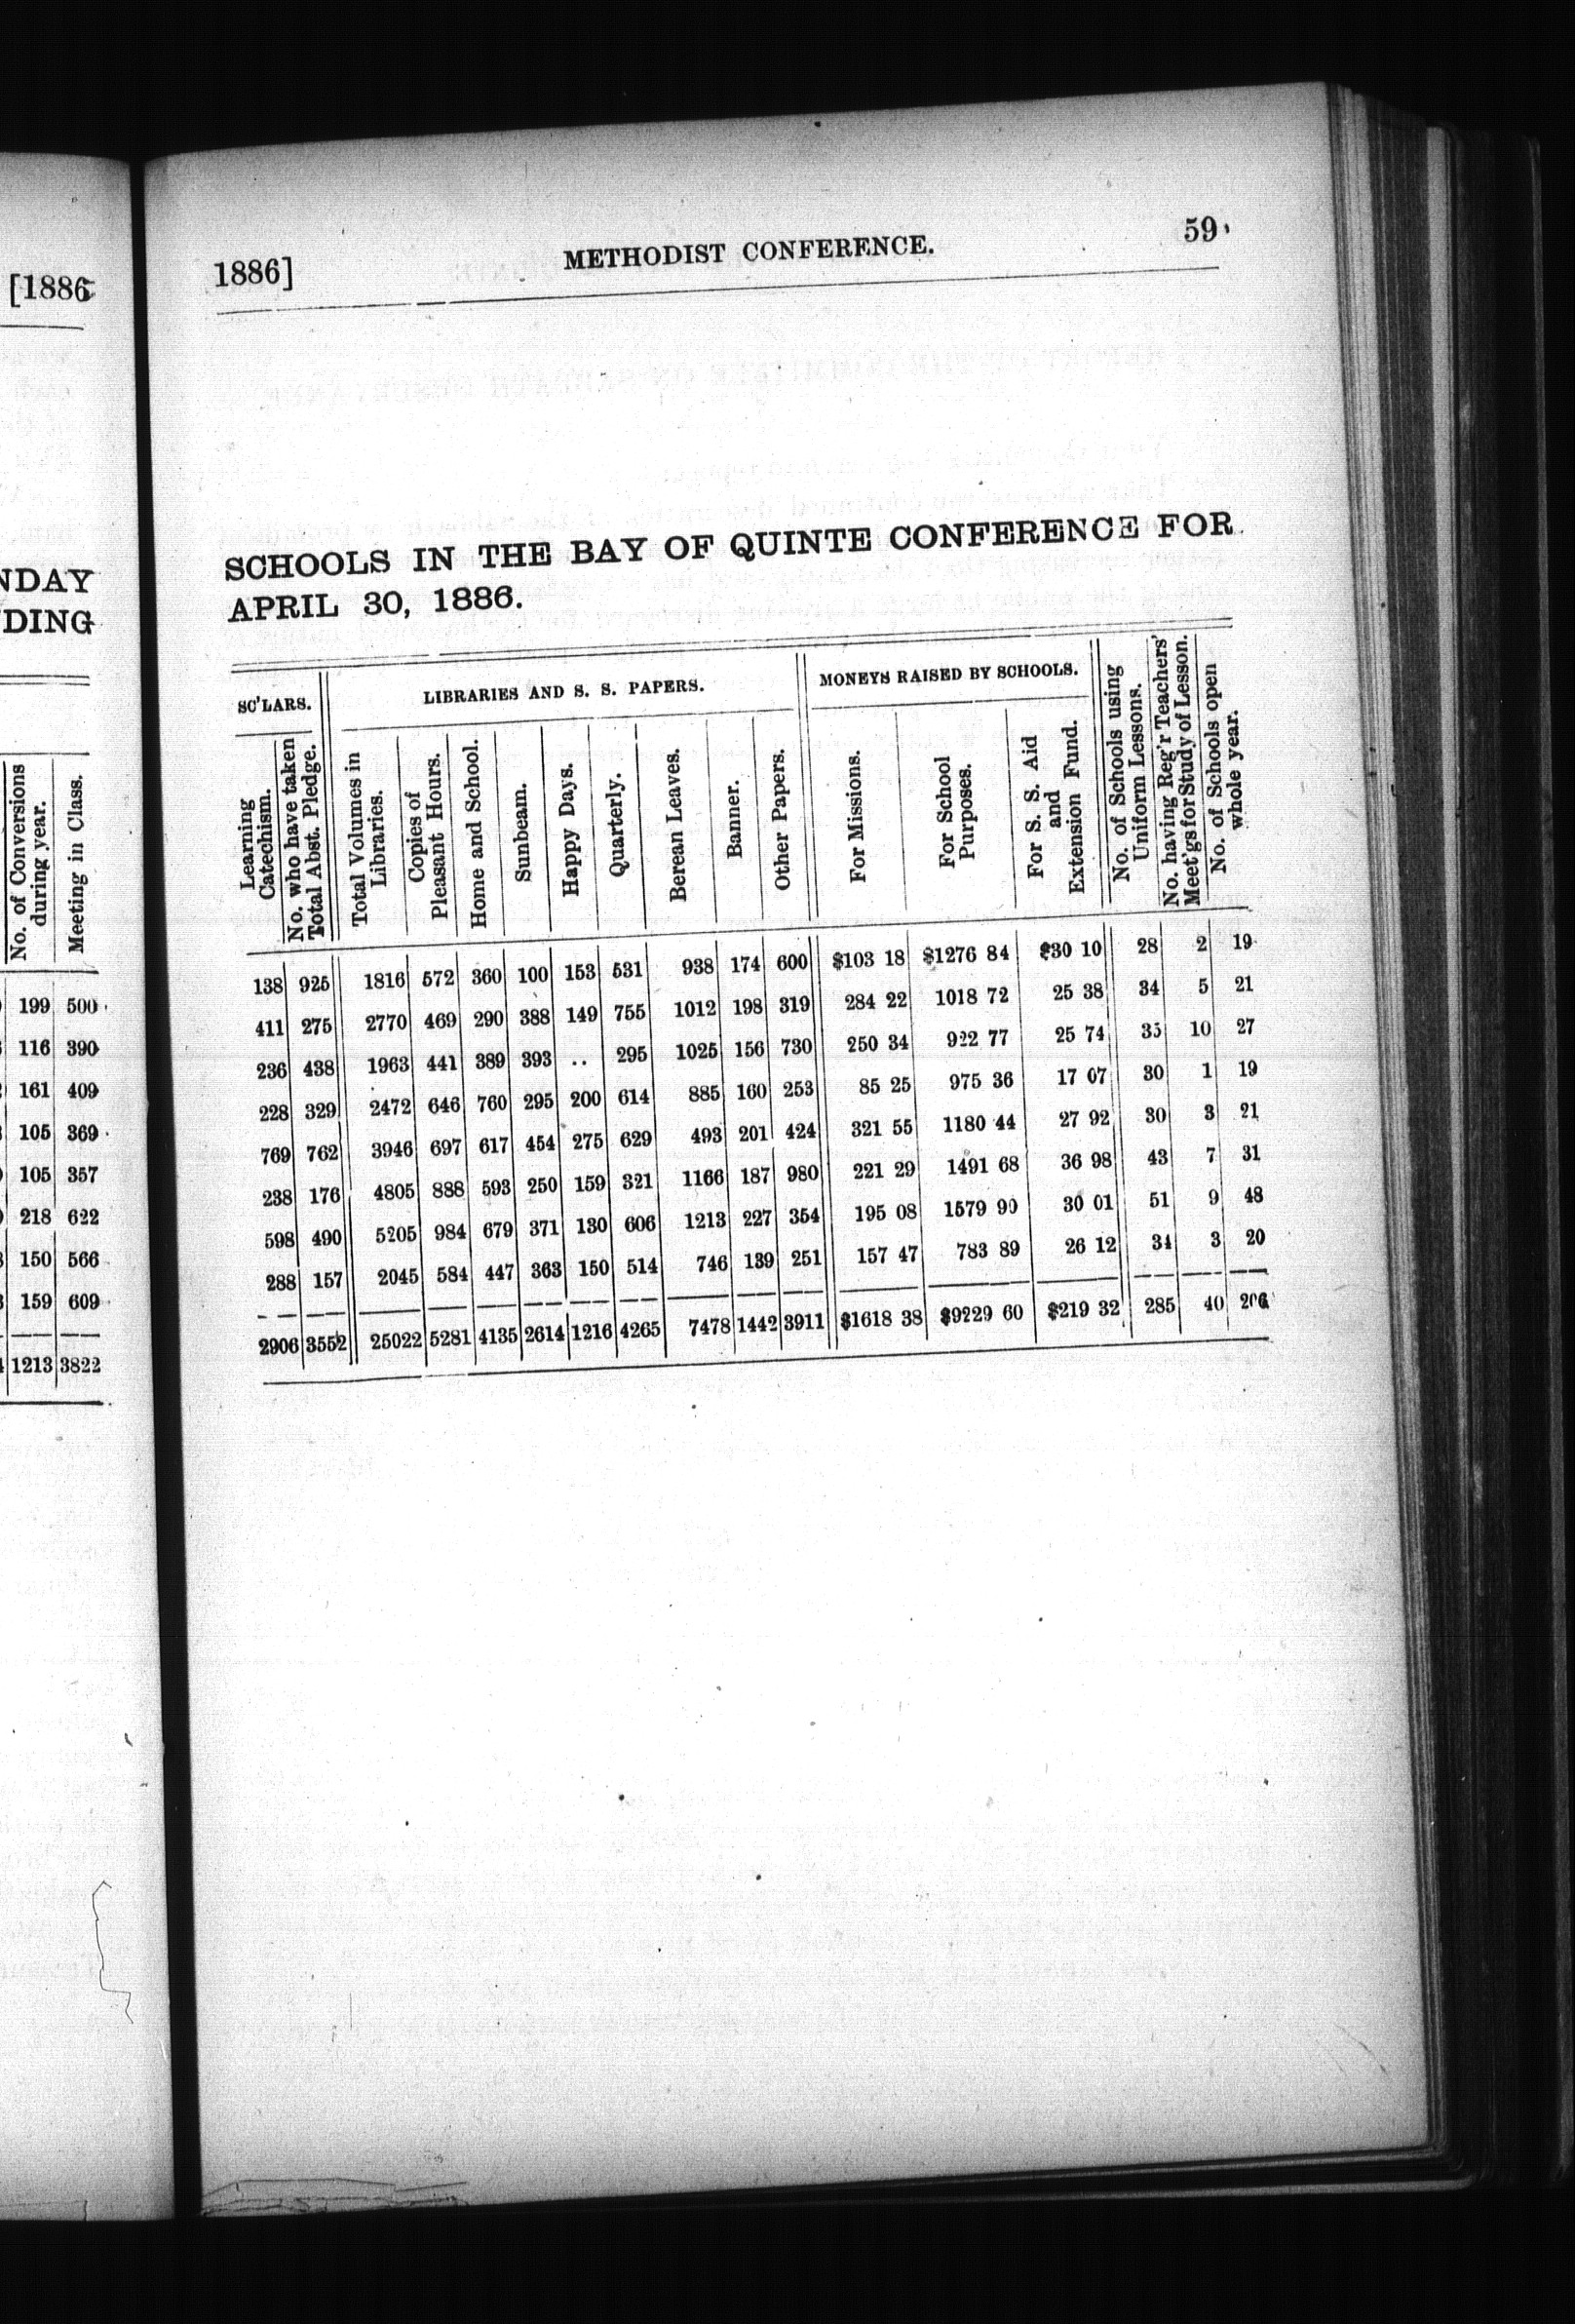 [1886
NDAY
DING
No. of Conversions during year.
Meeting in Class.
199 500
116 390
161 409
105 369
105 357
218 622
150 566
159 609
1213 3822
1886] METHODIST CONFERENCE. 59
SCHOOLS IN THE BAY OF QUINTE CONFERENCE FOR
APRIL 30, 1886.
SC'LARS. LIBRARIES AND S. S. PAPERS. MONEYS RAISED BY SCHOOLS.
Learning Catechism.
No. who have taken Total Abst. Pledge.
Total Volumes in Libraries.
Copies of Pleasant Hours.
Home and School.
Sunbeam.
Happy Days.
Quarterly.
Berean Leaves.
Banner.
Other Papers.
For Missions.
For School Purposes.
For S. S. Aid and Extension Fund.
No. of Schools using Uniform Lessons.
No. having Reg'r Teachers' Meet'gs for Study of Lesson.
No. of Schools open whole year.
138 925 1816 572 360 100 153 531 938 174 600 $103 18 $1276 84 $30 10 28 2 19
411 275 2770 469 290 388 149 755 1012 198 319 284 22 1018 72 25 38 34 5 21
236 438 1963 441 389 393 .. 295 1025 156 730 250 34 922 77 25 74 35 10 27
228 329 2472 646 760 295 200 614 885 160 253 85 25 975 36 17 07 30 1 19
769 762 3946 697 617 454 275 629 493 201 424 321 55 1180 44 27 92 30 3 21
238 176 4805 888 593 250 159 321 1166 187 980 221 29 1491 68 36 98 43 7 31
598 490 5205 984 679 371 130 606 1213 227 354 195 08 1579 90 30 01 51 9 48
288 157 2045 584 447 363 150 514 746 139 251 157 47 783 89 26 12 34 3 20
2906 3552 25022 5281 4135 2614 1216 4265 7478 1442 3911 $1618 38 $9229 60 $219 32 285 40 206